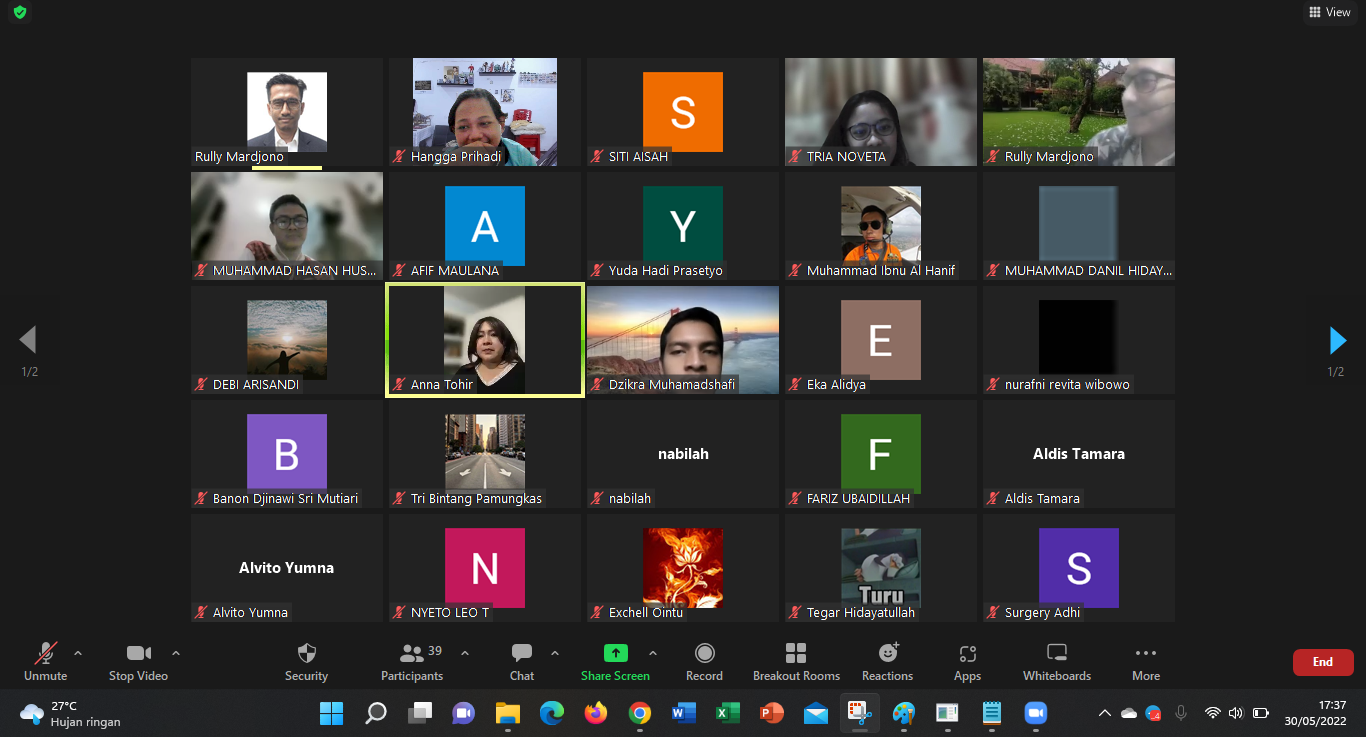 View
Rully Mardjono
Hangga Prihadi
S
SITI AISAH
TRIA NOVETA
Rully Mardjono
MUHAMMAD HASAN HUS...
A
AFIF MAULANA
Y
Yuda Hadi Prasetyo
Muhammad Ibnu Al Hanif
MUHAMMAD DANIL HIDAY...
1/2
DEBI ARISANDI
Anna Tohir
Dzikra Muhamadshafi
E
Eka Alidya
nurafni revita wibowo
1/2
B
Banon Djinawi Sri Mutiari
Tri Bintang Pamungkas
nabilah
nabilah
F
FARIZ UBAIDILLAH
Aldis Tamara
Aldis Tamara
Alvito Yumna
Alvito Yumna
N
NYETO LEO T
Exchell Ointu
Turu
Tegar Hidayatullah
S
Surgery Adhi
Unmute
Stop Video
Security
39
Participants
Chat
Share Screen
Record
Breakout Rooms
Reactions
Apps
Whiteboards
More
End
27°C
Hujan ringan
17:37
30/05/2022